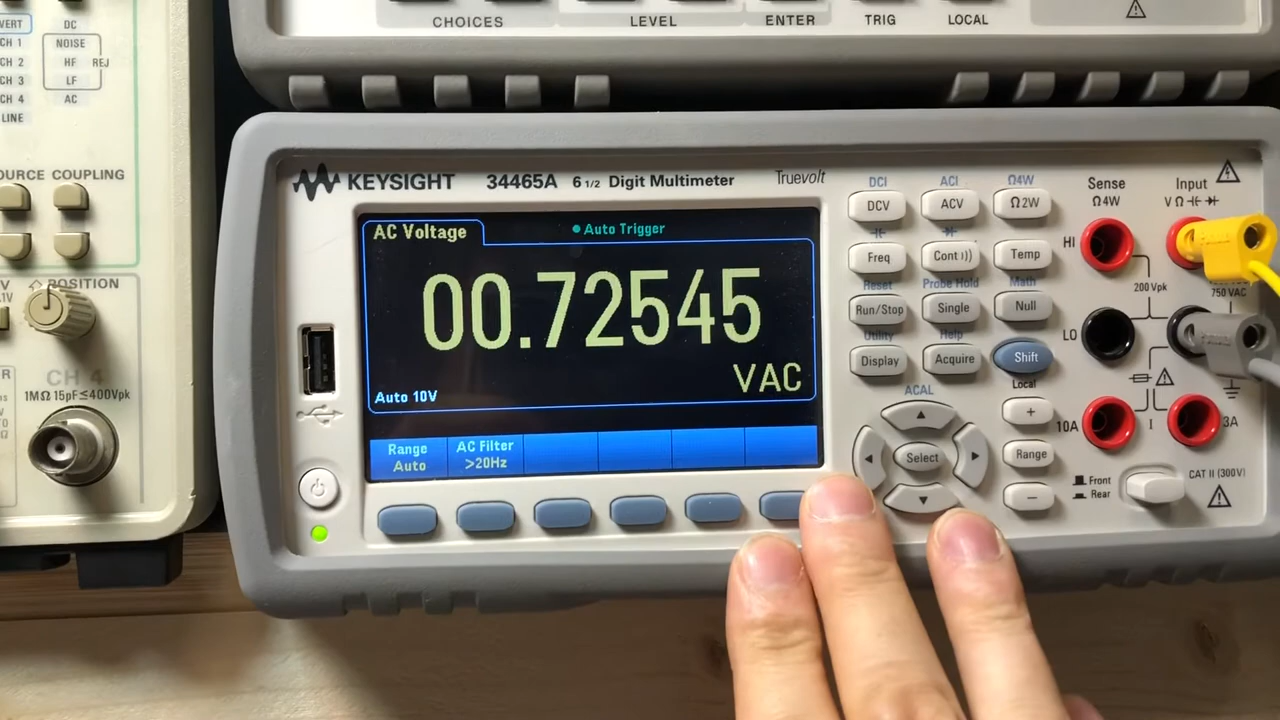 CHOICES LEVEL ENTER TRIG LOCAL
VERT DC
CH 1 NOISE
CH 2 HF REJ
CH 3 LF
CH 4 AC
LINE
COUPLING
POSITION
CH 4
1MΩ 15pF≤400Vpk
KEYSIGHT 34465A 6 1/2 Digit Multimeter Truevolt
AC Voltage Auto Trigger
00.72545
VAC
Auto 10V
Range AC Filter
Auto >20Hz
DCI ACI Ω4W
DCV ACV Ω2W
Freq Cont Temp
Reset Probe Hold Math
Run/Stop Single Null
Utility Help
Display Acquire Shift
Local
ACAL
+
Select Range
−
Sense Input
Ω4W V Ω
HI
200 Vpk
750 VAC
LO
10A I 3A
Front
Rear
CAT II (300V)